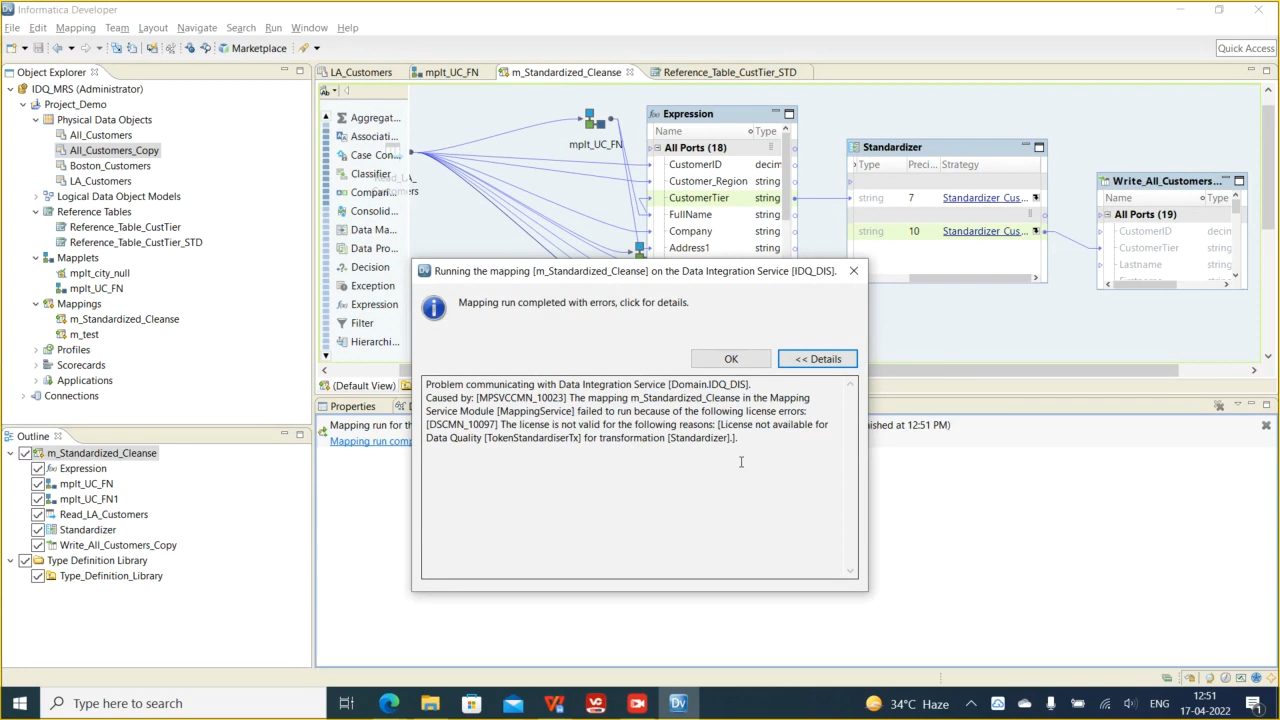 Informatica Developer
File Edit Mapping Team Layout Navigate Search Run Window Help
Marketplace
Quick Access
Object Explorer
IDQ_MRS (Administrator)
Project_Demo
Physical Data Objects
All_Customers
All_Customers_Copy
Boston_Customers
LA_Customers
Logical Data Object Models
Reference Tables
Reference_Table_CustTier
Reference_Table_CustTier_STD
Mapplets
mplt_city_null
mplt_UC_FN
Mappings
m_Standardized_Cleanse
m_test
Profiles
Scorecards
Applications
Connections
Outline
m_Standardized_Cleanse
Expression
mplt_UC_FN
mplt_UC_FN1
Read_LA_Customers
Standardizer
Write_All_Customers_Copy
Type Definition Library
Type_Definition_Library
LA_Customers mplt_UC_FN m_Standardized_Cleanse Reference_Table_CustTier_STD
Ab
Aggregat...
Associati...
Case Con...
Classifier
Compa...
Consolid...
Data Ma...
Data Pro...
Decision
Exception
Expression
Filter
Hierarchi...
mplt_UC_FN
Expression
Name Type
All Ports (18)
CustomerID decim
Customer_Region string
CustomerTier string
FullName string
Company string
Address1 string
Standardizer
Type Preci... Strategy
string 7 Standardizer Cus...
string 10 Standardizer Cus...
Write_All_Customers...
Name Type
All Ports (19)
CustomerID decin
CustomerTier string
Lastname string
(Default View)
Properties
Mapping run for th
ished at 12:51 PM)
Mapping run comp
Running the mapping [m_Standardized_Cleanse] on the Data Integration Service [IDQ_DIS].
Mapping run completed with errors, click for details.
OK << Details
Problem communicating with Data Integration Service [Domain.IDQ_DIS].
Caused by: [MPSVCCMN_10023] The mapping m_Standardized_Cleanse in the Mapping
Service Module [MappingService] failed to run because of the following license errors:
[DSCMN_10097] The license is not valid for the following reasons: [License not available for
Data Quality [TokenStandardiserTx] for transformation [Standardizer].].
Type here to search
34°C Haze
ENG
12:51
17-04-2022
1